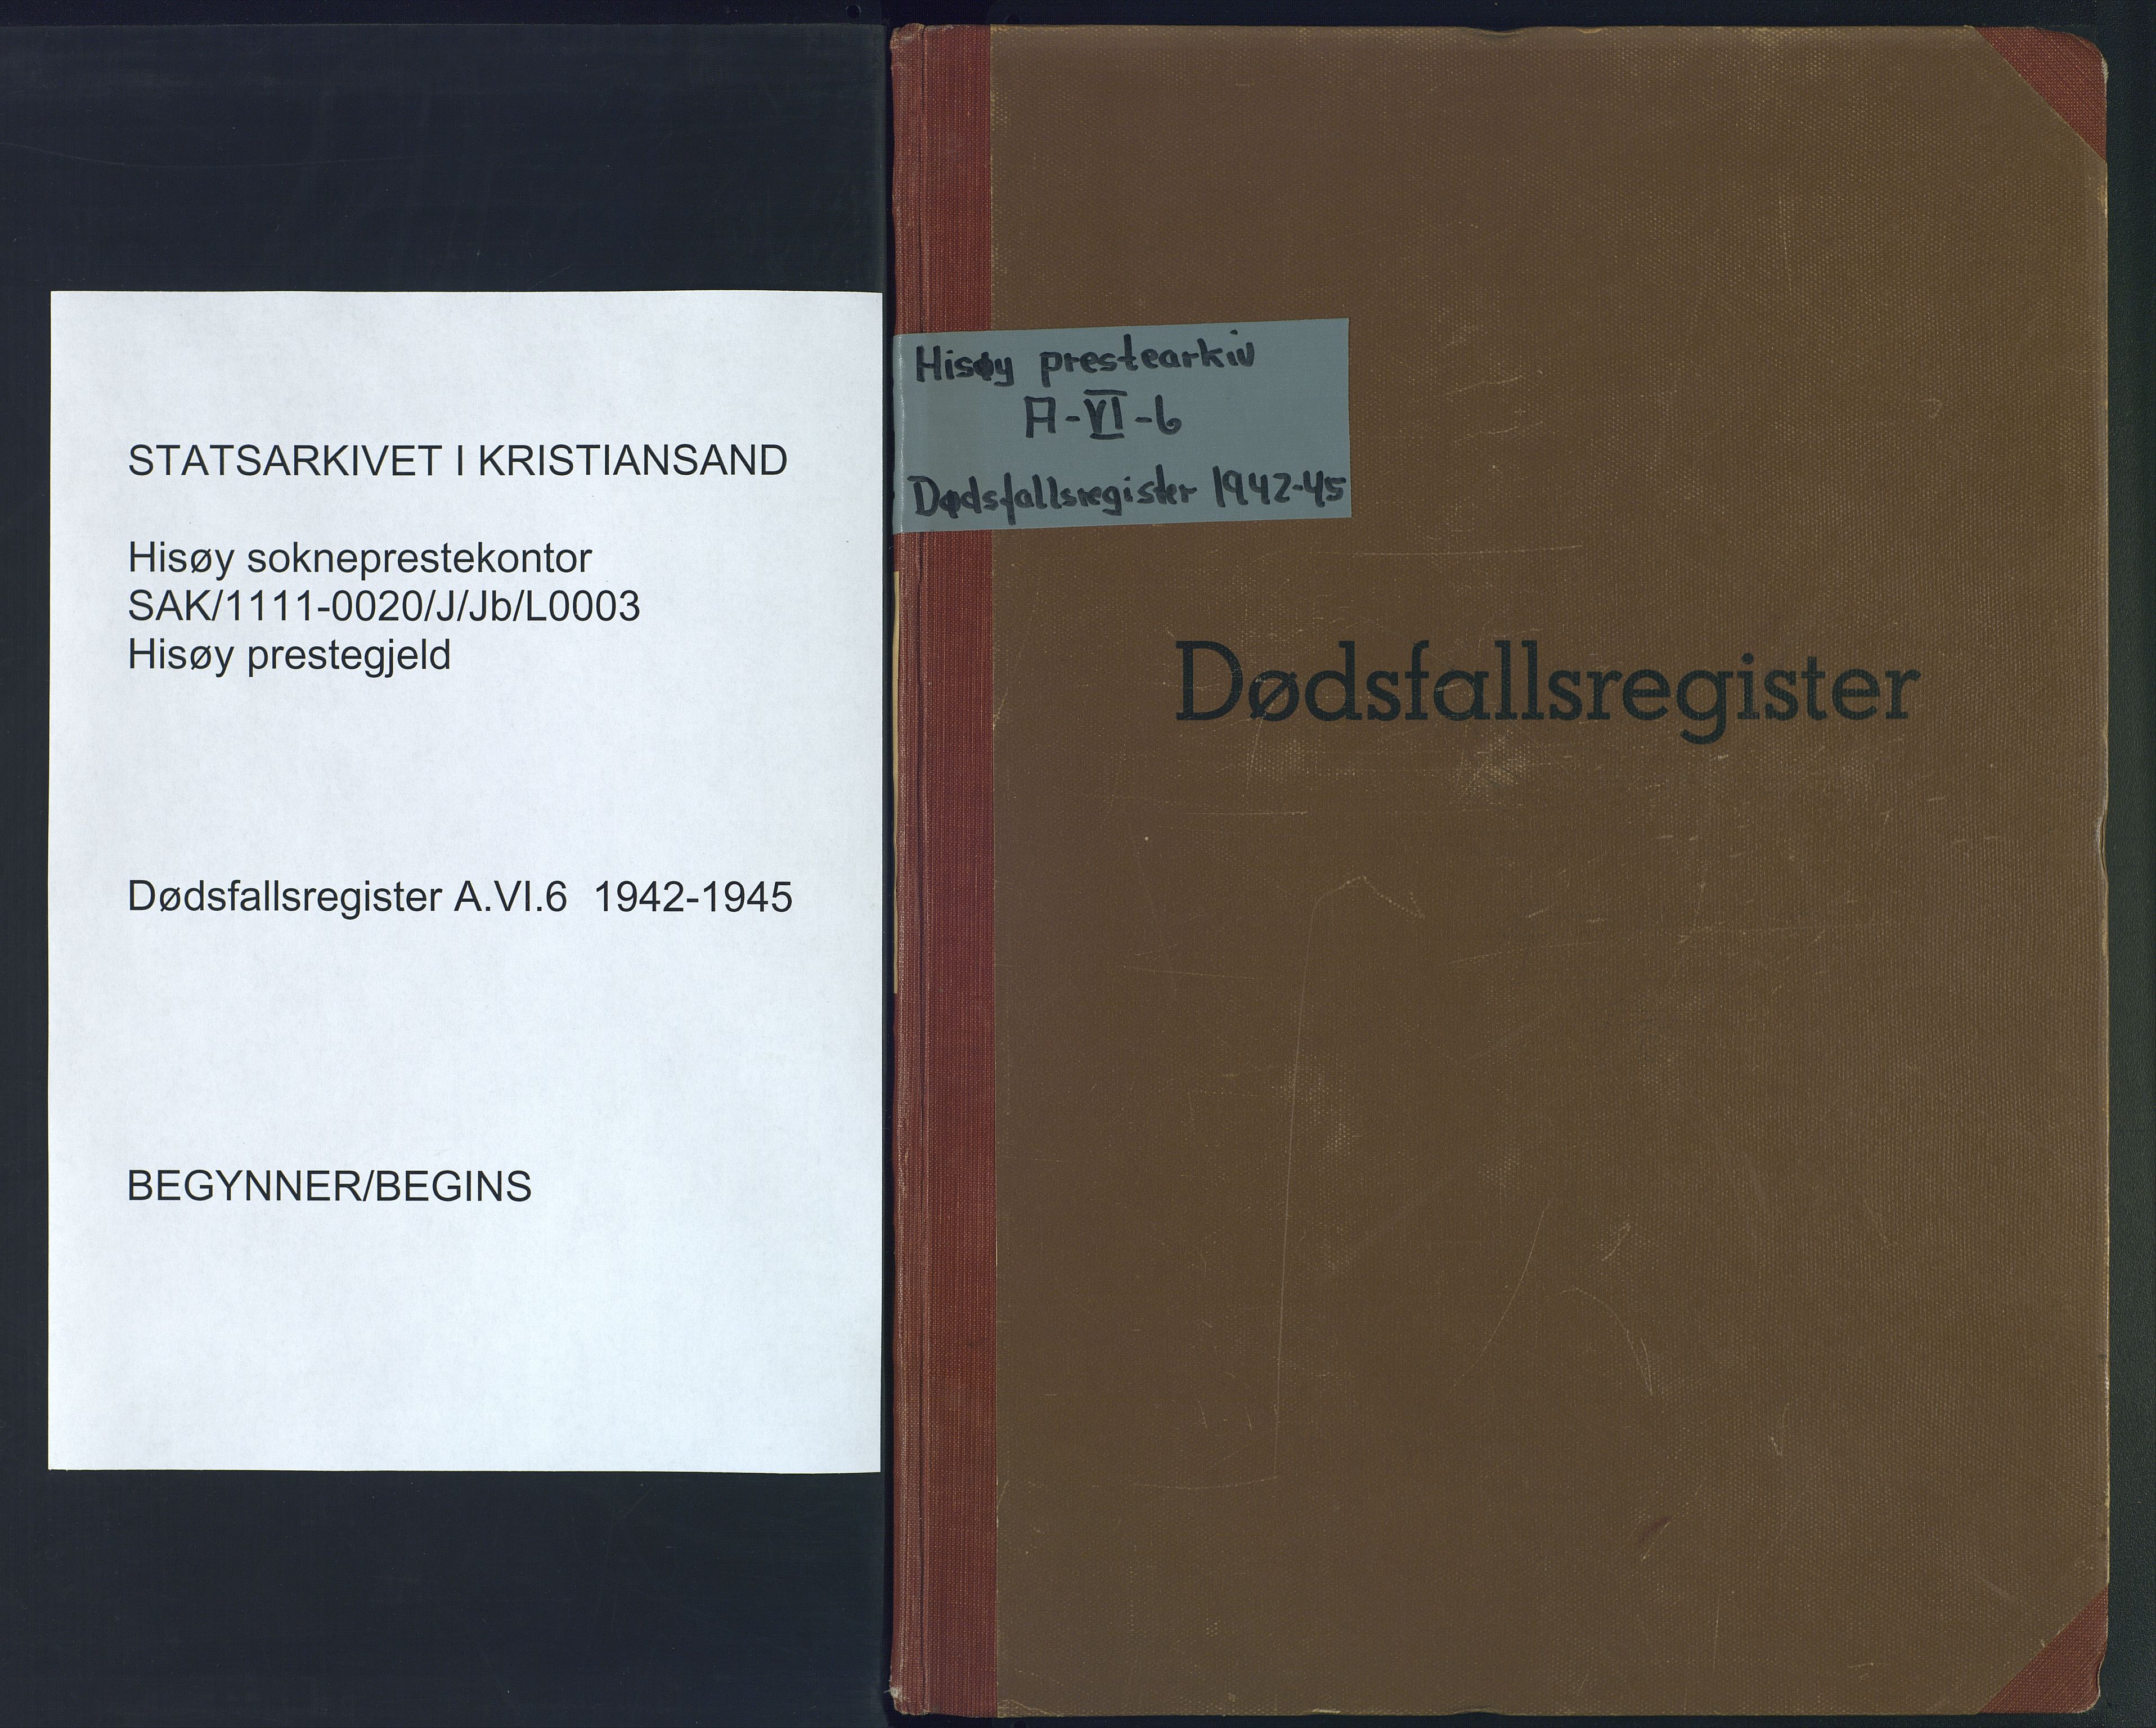 STATSARKIVET I KRISTIANSAND
Hisøy sokneprestekontor
SAK/1111-0020/J/Jb/L0003
Hisøy prestegjeld
Dødsfallsregister A.VI.6 1942-1945
BEGYNNER/BEGINS
Hisøy prestearkiv
A-VI-6
Dødsfallsregister 1942-45
Dødsfallsregister